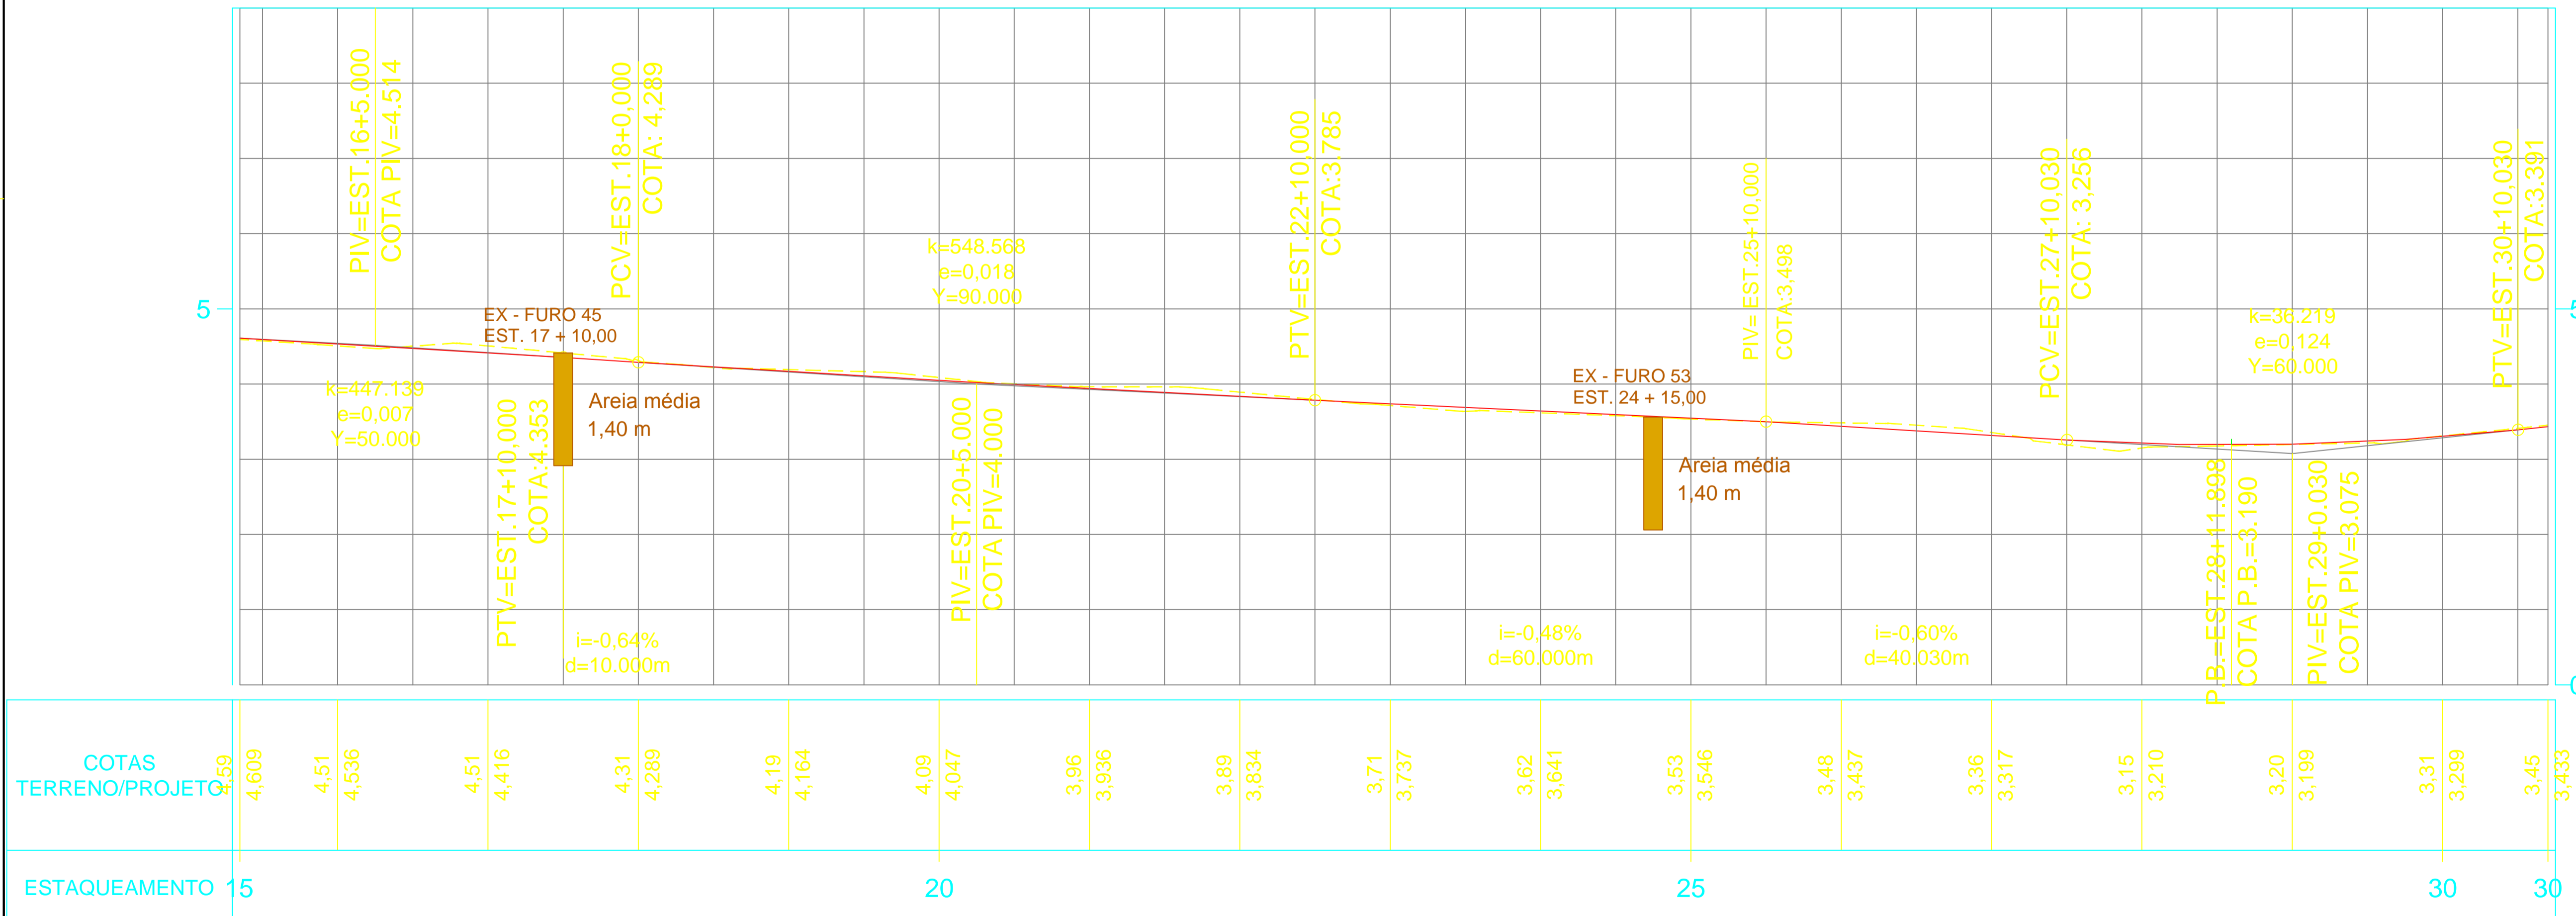 PIV=EST.16+5.000
COTA PIV=4.514
PCV=EST.18+0,000
COTA: 4,289
k=548.568
e=0,018
Y=90.000
PTV=EST.22+10,000
COTA:3.785
PIV= EST.25+10,000
COTA:3,498
PCV=EST.27+10,030
COTA: 3,256
PTV=EST.30+10,030
COTA:3.391
k=36.219
e=0,124
Y=60.000
5
EX - FURO 45
EST. 17 + 10,00
Areia média
1,40 m
k=447.139
e=0,007
Y=50.000
PTV=EST.17+10.000
COTA:4.353
PIV=EST.20+5.000
COTA PIV=4.000
EX - FURO 53
EST. 24 + 15,00
Areia média
1,40 m
P.B.=EST.28+11.898
COTA P.B.=3.190
PIV=EST.29+0.030
COTA PIV=3.075
i=-0,64%
d=10.000m
i=-0,48%
d=60.000m
i=-0,60%
d=40.030m
COTAS
TERRENO/PROJETO
4,59
4,609
4,51
4,536
4,51
4,416
4,31
4,289
4,19
4,164
4,09
4,047
3,96
3,936
3,89
3,834
3,71
3,737
3,62
3,641
3,53
3,546
3,48
3,437
3,36
3,317
3,15
3,210
3,20
3,199
3,31
3,299
3,45
3,433
ESTAQUEAMENTO
15
20
25
30
30